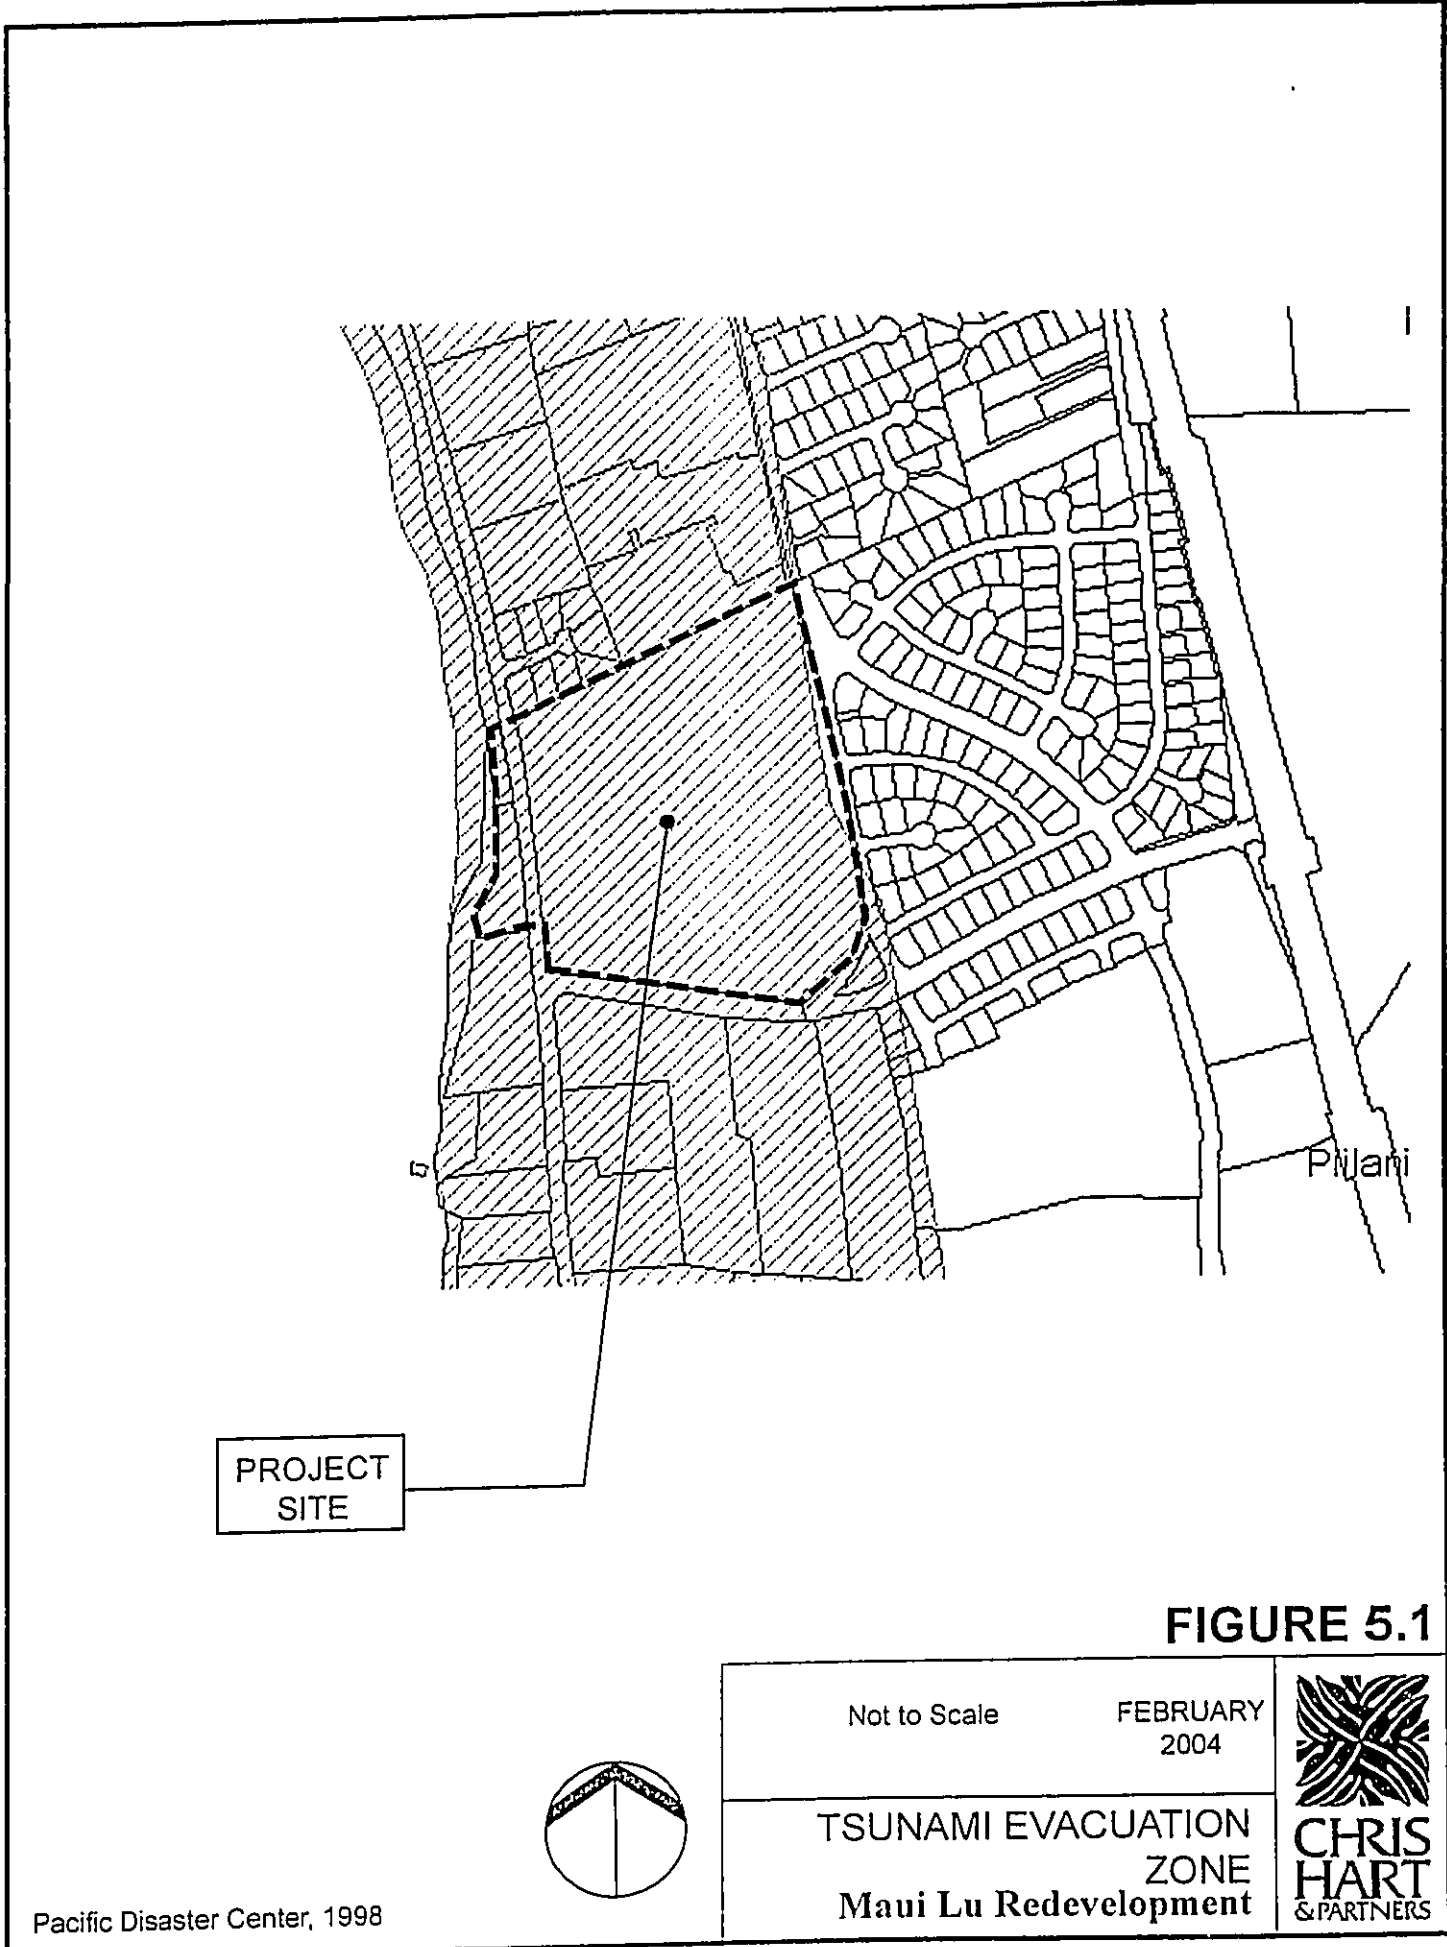 Piilani
PROJECT
SITE
FIGURE 5.1
Not to Scale
FEBRUARY
2004
TSUNAMI EVACUATION
ZONE
Maui Lu Redevelopment
CHRIS
HART
& PARTNERS
Pacific Disaster Center, 1998